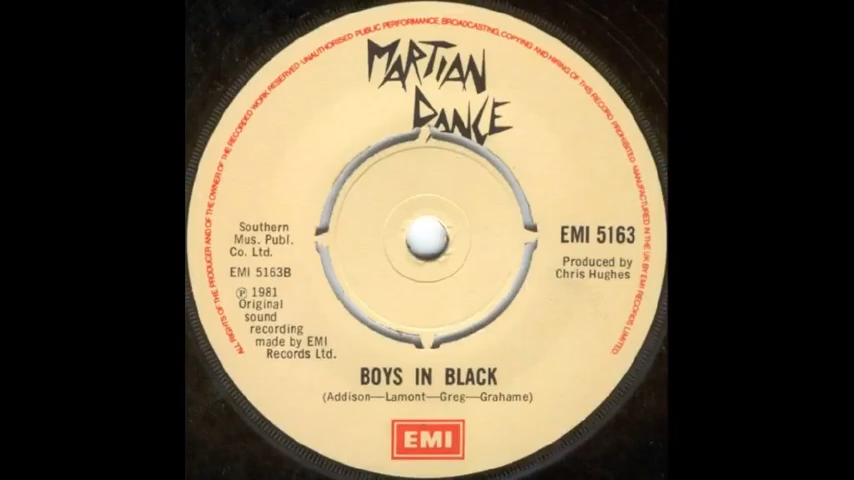 ALL RIGHTS OF THE PRODUCER AND OF THE OWNER OF THE RECORDED WORK RESERVED UNAUTHORISED PUBLIC PERFORMANCE BROADCASTING, COPYING AND HIRING OF THIS RECORD PROHIBITED MANUFACTURED IN THE UK BY EMI RECORDS LIMITED
MARTIAN
DANCE
Southern
Mus. Publ.
Co. Ltd.
EMI 5163B
℗ 1981
Original
sound
recording
made by EMI
Records Ltd.
EMI 5163
Produced by
Chris Hughes
BOYS IN BLACK
(Addison—Lamont—Greg—Grahame)
EMI